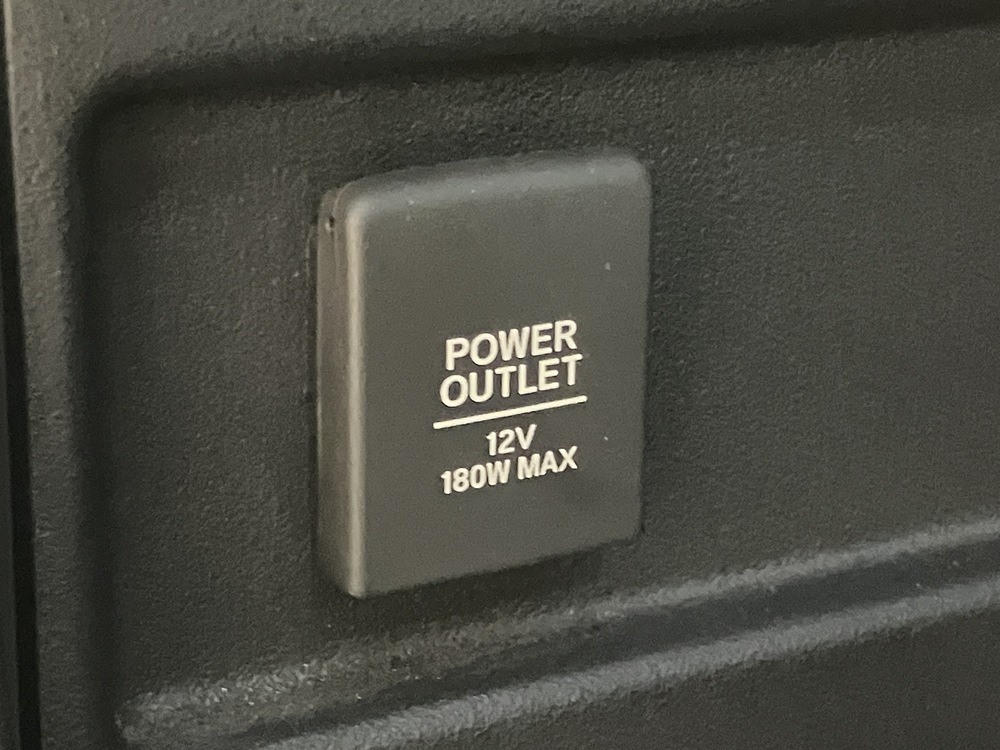 POWER
OUTLET
12V
180W MAX